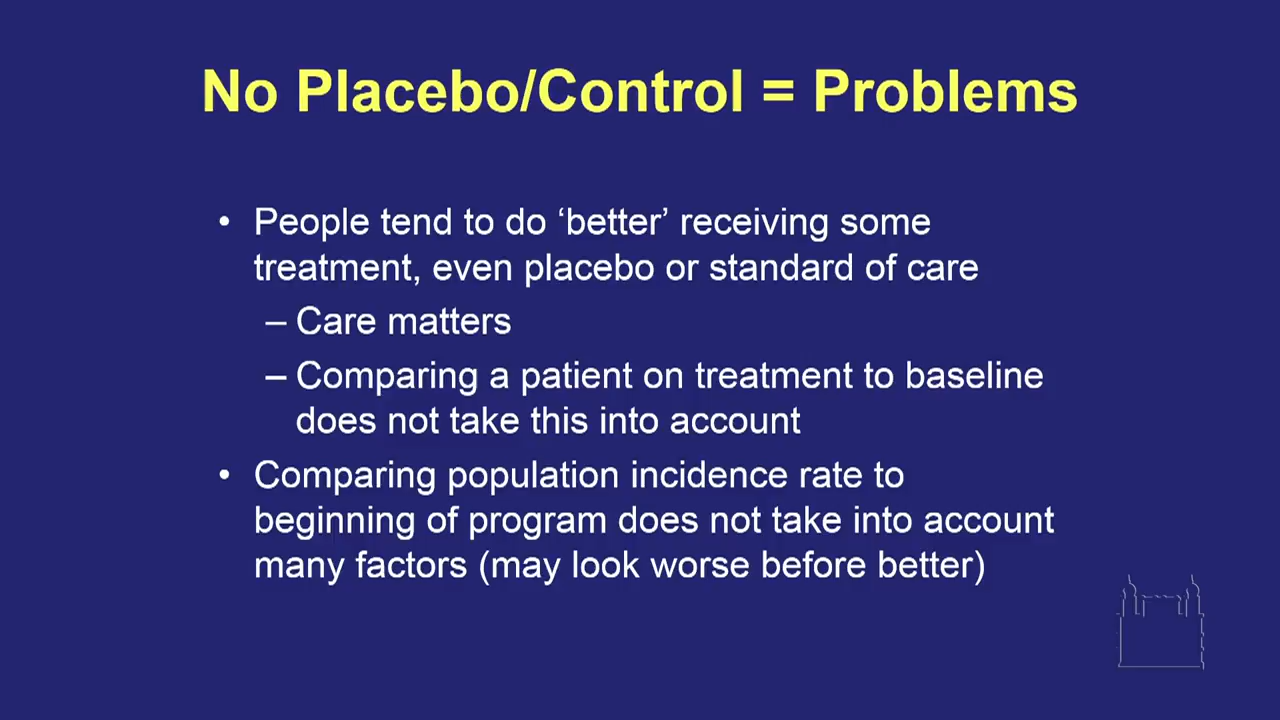 No Placebo/Control = Problems
• People tend to do ‘better’ receiving some
treatment, even placebo or standard of care
– Care matters
– Comparing a patient on treatment to baseline
does not take this into account
• Comparing population incidence rate to
beginning of program does not take into account
many factors (may look worse before better)